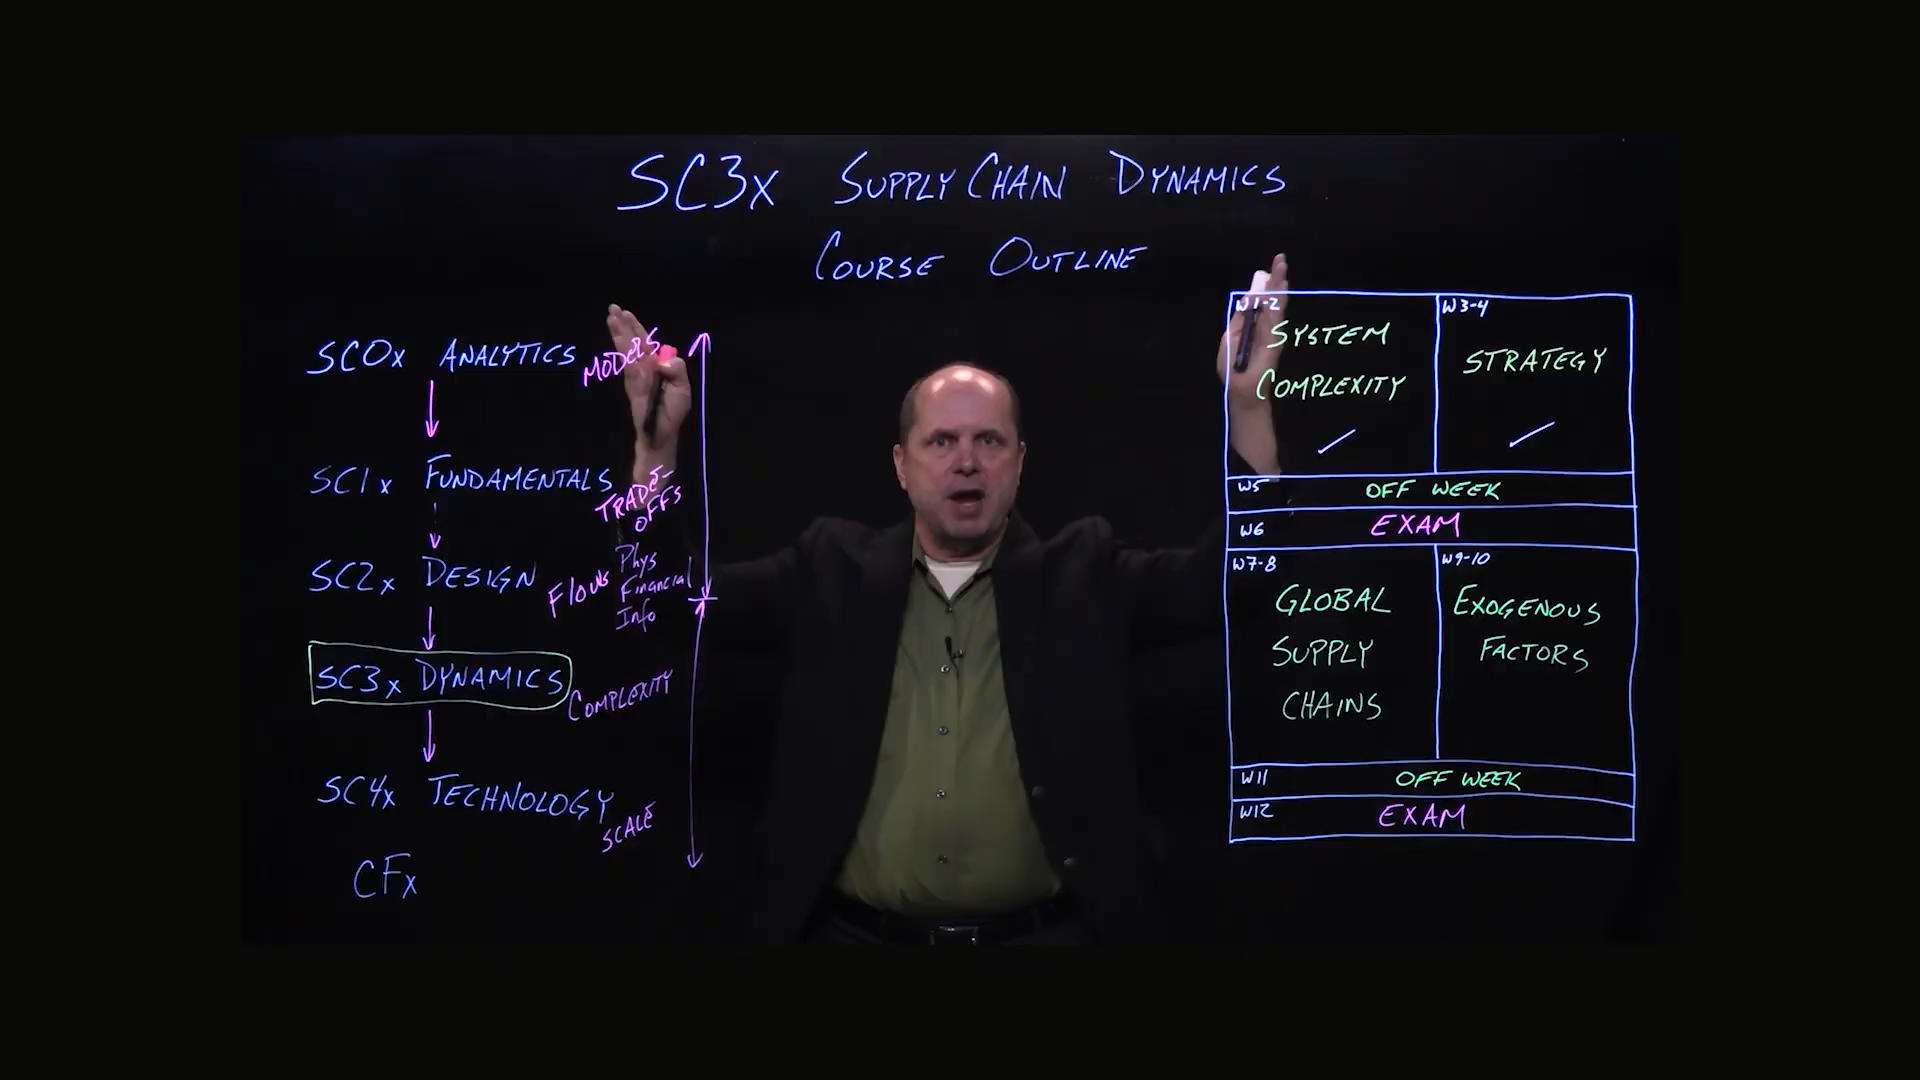 SC3x SUPPLY CHAIN DYNAMICS
COURSE OUTLINE
SC0x ANALYTICS
MODELS
SC1x FUNDAMENTALS
TRADE-
OFFS
SC2x DESIGN
Flows
Phys
Financial
Info
SC3x DYNAMICS
COMPLEXITY
SC4x TECHNOLOGY
SCALE
CFx
W1-2
SYSTEM
COMPLEXITY
W3-4
STRATEGY
W5 OFF WEEK
W6 EXAM
W7-8
GLOBAL
SUPPLY
CHAINS
W9-10
EXOGENOUS
FACTORS
W11 OFF WEEK
W12 EXAM